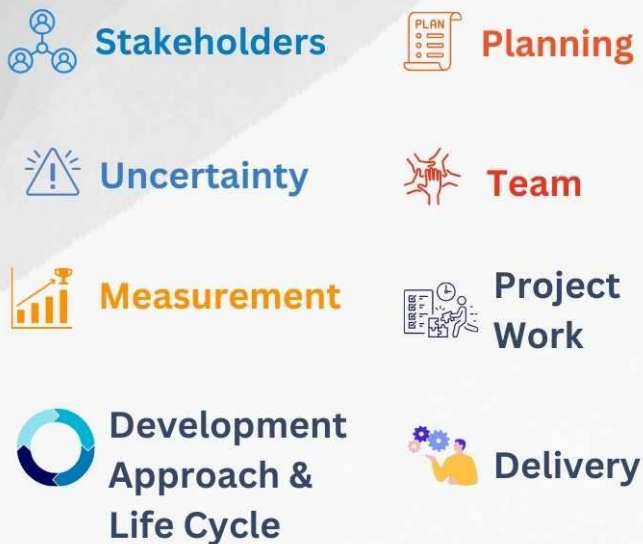 Stakeholders
PLAN
Planning
Uncertainty
Team
Measurement
Project
Work
Development
Approach &
Life Cycle
Delivery